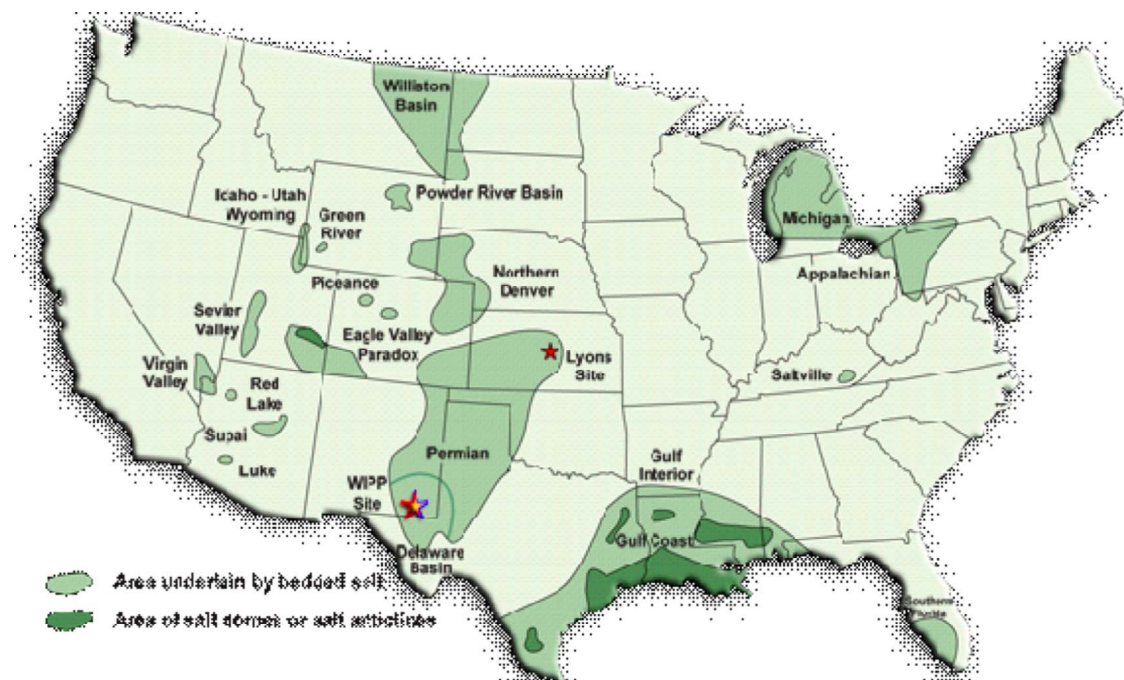 Williston
Basin
Powder River Basin
Idaho - Utah
Wyoming
Green
River
Michigan
Northern
Denver
Appalachian
Piceance
Sevier
Valley
Eagle Valley
Paradox
Lyons
Site
Virgin
Valley
Red
Lake
Saltville
Supai
Luke
Permian
Gulf
Interior
WIPP
Site
Gulf Coast
Delaware
Basin
Area underlain by bedded salt
Area of salt domes or salt anticlines
Southern
Florida